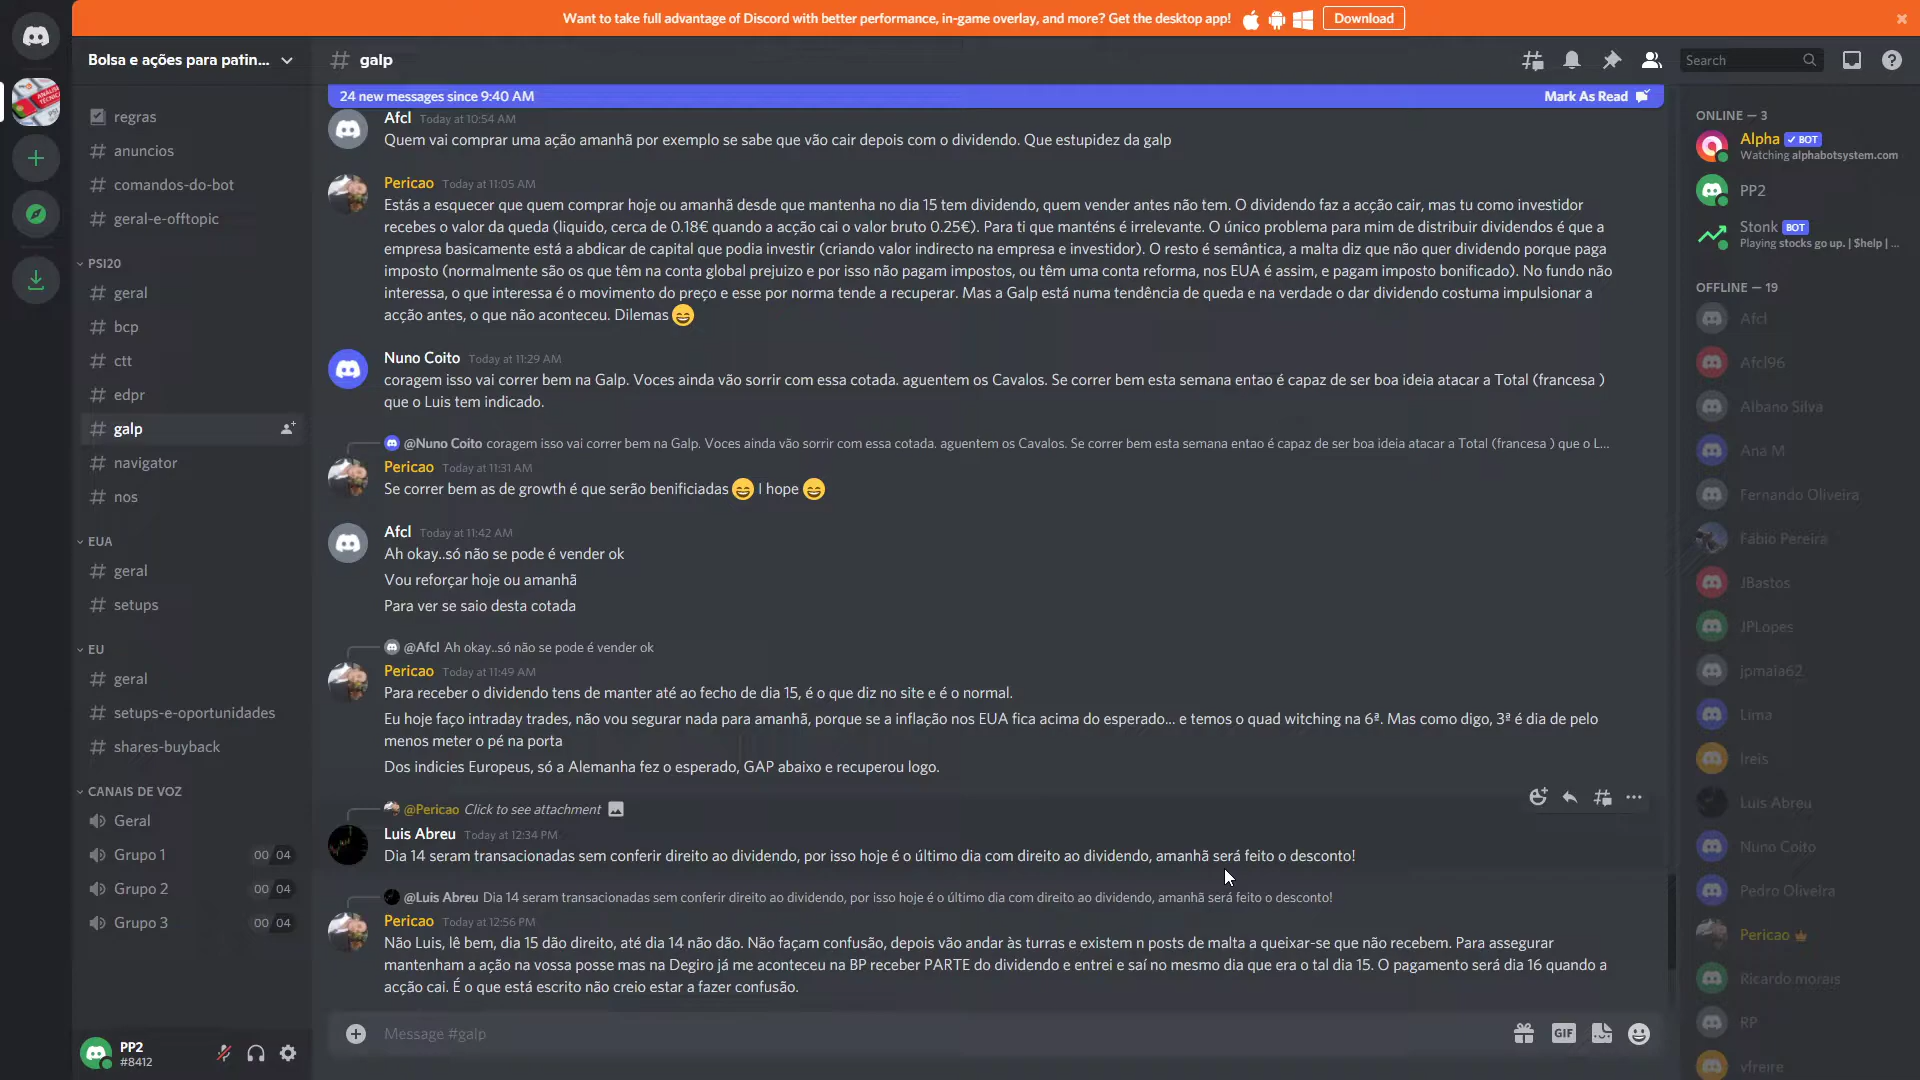 Want to take full advantage of Discord with better performance, in-game overlay, and more? Get the desktop app!
Download
Bolsa e ações para patin...
regras
anuncios
comandos-do-bot
geral-e-offtopic
PSI20
geral
bcp
ctt
edpr
galp
navigator
nos
EUA
geral
setups
EU
geral
setups-e-oportunidades
shares-buyback
CANAIS DE VOZ
Geral
Grupo 1 00 04
Grupo 2 00 04
Grupo 3 00 04
PP2
#8412
galp
Search
24 new messages since 9:40 AM
Mark As Read
Afcl Today at 10:54 AM
Quem vai comprar uma ação amanhã por exemplo se sabe que vão cair depois com o dividendo. Que estupidez da galp
Pericao Today at 11:05 AM
Estás a esquecer que quem comprar hoje ou amanhã desde que mantenha no dia 15 tem dividendo, quem vender antes não tem. O dividendo faz a acção cair, mas tu como investidor
recebes o valor da queda (liquido, cerca de 0.18€ quando a acção cai o valor bruto 0.25€). Para ti que manténs é irrelevante. O único problema para mim de distribuir dividendos é que a
empresa basicamente está a abdicar de capital que podia investir (criando valor indirecto na empresa e investidor). O resto é semântica, a malta diz que não quer dividendo porque paga
imposto (normalmente são os que têm na conta global prejuizo e por isso não pagam impostos, ou têm uma conta reforma, nos EUA é assim, e pagam imposto bonificado). No fundo não
interessa, o que interessa é o movimento do preço e esse por norma tende a recuperar. Mas a Galp está numa tendência de queda e na verdade o dar dividendo costuma impulsionar a
acção antes, o que não aconteceu. Dilemas
Nuno Coito Today at 11:29 AM
coragem isso vai correr bem na Galp. Voces ainda vão sorrir com essa cotada. aguentem os Cavalos. Se correr bem esta semana entao é capaz de ser boa ideia atacar a Total (francesa )
que o Luis tem indicado.
@Nuno Coito coragem isso vai correr bem na Galp. Voces ainda vão sorrir com essa cotada. aguentem os Cavalos. Se correr bem esta semana entao é capaz de ser boa ideia atacar a Total (francesa ) que o L...
Pericao Today at 11:31 AM
Se correr bem as de growth é que serão benificiadas I hope
Afcl Today at 11:42 AM
Ah okay..só não se pode é vender ok
Vou reforçar hoje ou amanhã
Para ver se saio desta cotada
@Afcl Ah okay..só não se pode é vender ok
Pericao Today at 11:49 AM
Para receber o dividendo tens de manter até ao fecho de dia 15, é o que diz no site e é o normal.
Eu hoje faço intraday trades, não vou segurar nada para amanhã, porque se a inflação nos EUA fica acima do esperado... e temos o quad witching na 6ª. Mas como digo, 3ª é dia de pelo
menos meter o pé na porta
Dos indicies Europeus, só a Alemanha fez o esperado, GAP abaixo e recuperou logo.
@Pericao Click to see attachment
Luis Abreu Today at 12:34 PM
Dia 14 seram transacionadas sem conferir direito ao dividendo, por isso hoje é o último dia com direito ao dividendo, amanhã será feito o desconto!
@Luis Abreu Dia 14 seram transacionadas sem conferir direito ao dividendo, por isso hoje é o último dia com direito ao dividendo, amanhã será feito o desconto!
Pericao Today at 12:56 PM
Não Luis, lê bem, dia 15 dão direito, até dia 14 não dão. Não façam confusão, depois vão andar às turras e existem n posts de malta a queixar-se que não recebem. Para assegurar
mantenham a ação na vossa posse mas na Degiro já me aconteceu na BP receber PARTE do dividendo e entrei e saí no mesmo dia que era o tal dia 15. O pagamento será dia 16 quando a
acção cai. É o que está escrito não creio estar a fazer confusão.
Message #galp
GIF
ONLINE — 3
Alpha BOT
Watching alphabotsystem.com
PP2
Stonk BOT
Playing stocks go up. | $help | ...
OFFLINE — 19
Afcl
Afcl96
Albano Silva
Ana M
Fernando Oliveira
Fábio Pereira
JBastos
JPLopes
jpmaia62
Lima
lreis
Luis Abreu
Nuno Coito
Pedro Oliveira
Pericao
Ricardo morais
RP
vfreire